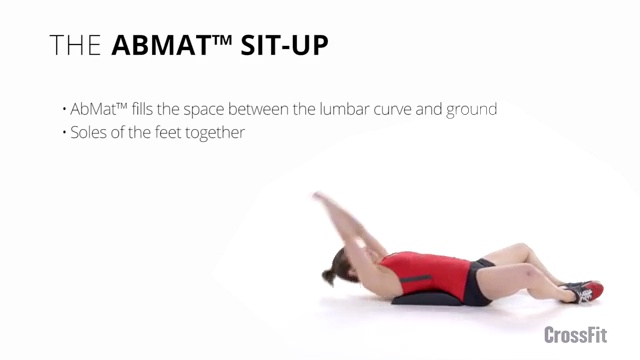 THE ABMAT™ SIT-UP
• AbMat™ fills the space between the lumbar curve and ground
• Soles of the feet together
CrossFit